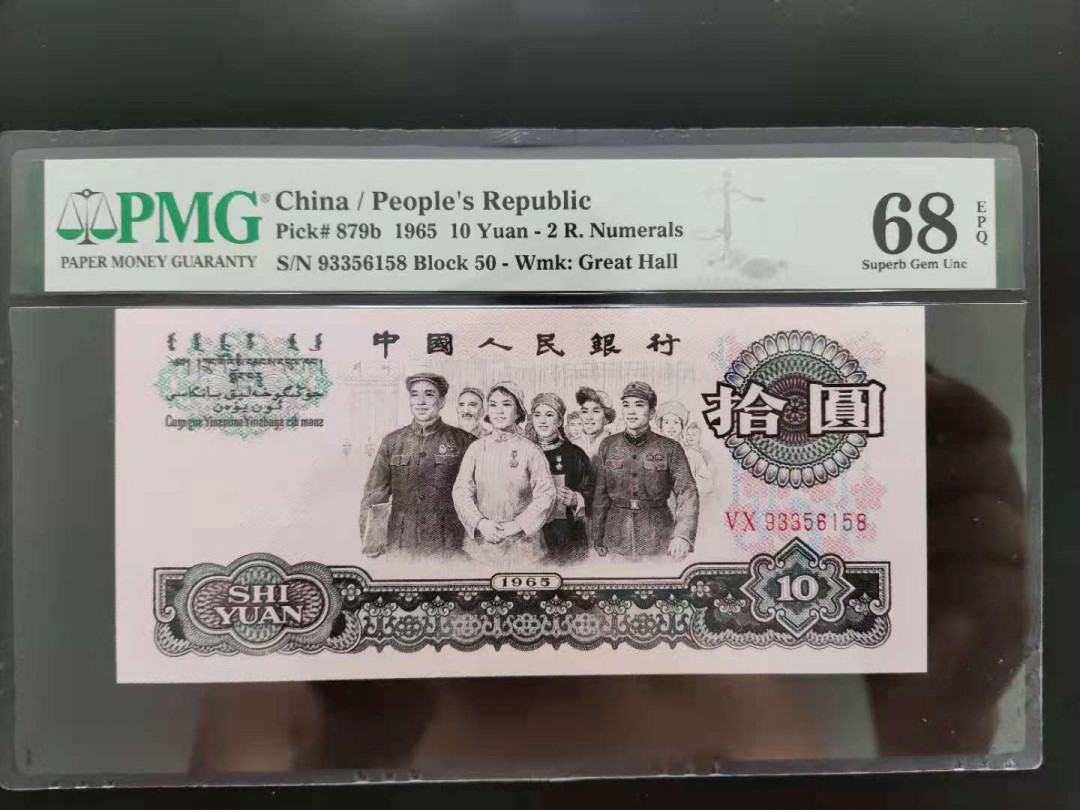 PMG®
PAPER MONEY GUARANTY
China / People's Republic
Pick# 879b 1965 10 Yuan - 2 R. Numerals
S/N 93356158 Block 50 - Wmk: Great Hall
68
EPQ
Superb Gem Unc
中國人民銀行
拾圓
VX 93356158
1965
SHI
YUAN
10